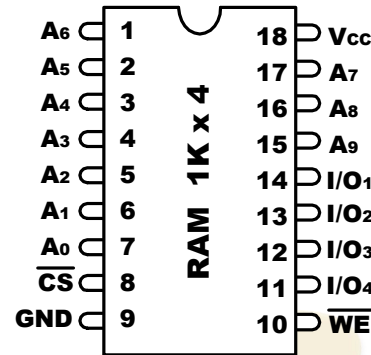 A6 1 18 Vcc
A5 2 17 A7
A4 3 16 A8
A3 4 15 A9
A2 5 14 I/O1
A1 6 13 I/O2
A0 7 12 I/O3
CS 8 11 I/O4
GND 9 10 WE
RAM 1K x 4